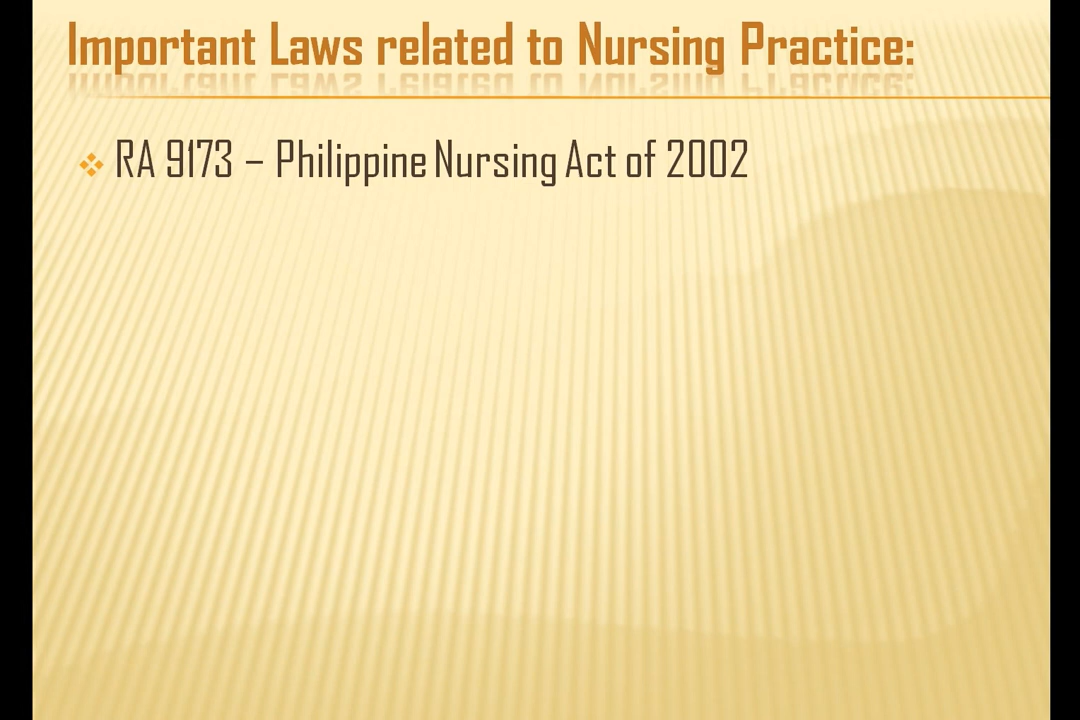 Important Laws related to Nursing Practice:
RA 9173 – Philippine Nursing Act of 2002